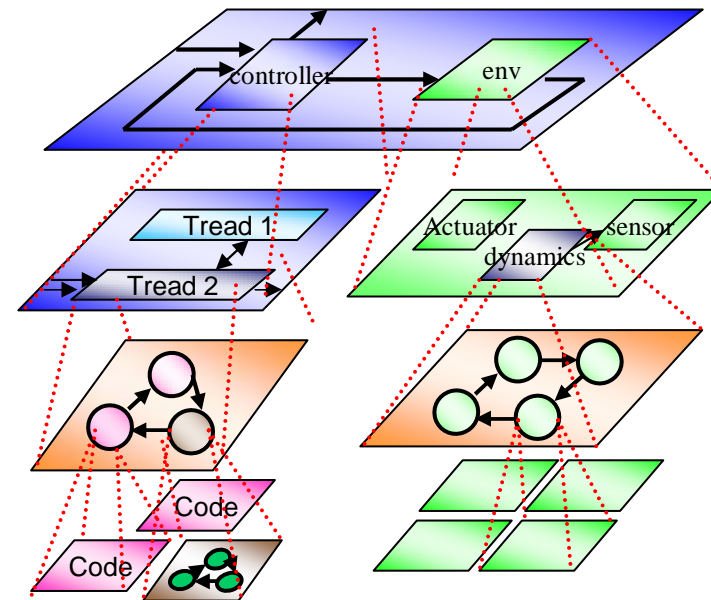 controller
env
Tread 1
Tread 2
Actuator
sensor
dynamics
Code
Code